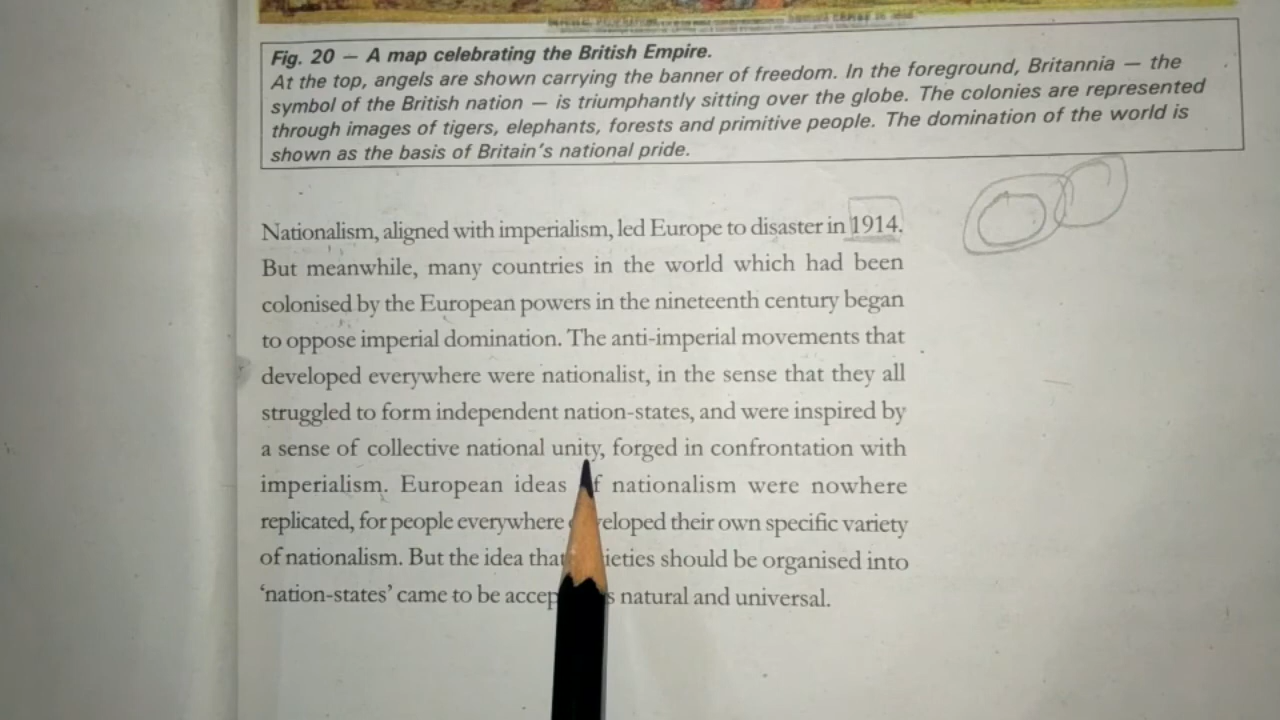 Fig. 20 — A map celebrating the British Empire.
At the top, angels are shown carrying the banner of freedom. In the foreground, Britannia — the
symbol of the British nation — is triumphantly sitting over the globe. The colonies are represented
through images of tigers, elephants, forests and primitive people. The domination of the world is
shown as the basis of Britain's national pride.
Nationalism, aligned with imperialism, led Europe to disaster in 1914.
But meanwhile, many countries in the world which had been
colonised by the European powers in the nineteenth century began
to oppose imperial domination. The anti-imperial movements that
developed everywhere were nationalist, in the sense that they all
struggled to form independent nation-states, and were inspired by
a sense of collective national unity, forged in confrontation with
imperialism. European ideas of nationalism were nowhere
replicated, for people everywhere developed their own specific variety
of nationalism. But the idea that societies should be organised into
'nation-states' came to be accepted as natural and universal.